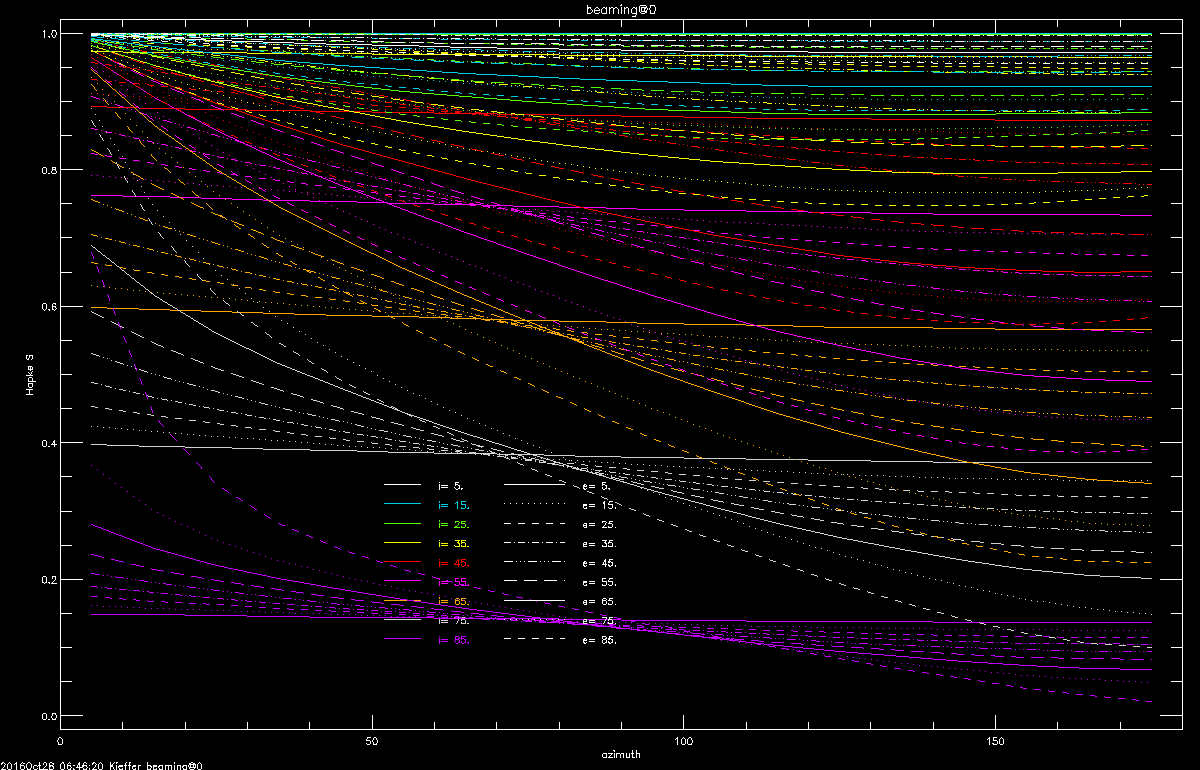 beaming@0
1.0
0.8
0.6
0.4
0.2
0.0
Hapke S
i= 5. e= 5.
i= 15. e= 15.
i= 25. e= 25.
i= 35. e= 35.
i= 45. e= 45.
i= 55. e= 55.
i= 65. e= 65.
i= 75. e= 75.
i= 85. e= 85.
0 50 100 150
azimuth
2016Oct26 06:46:20 Kieffer beaming@0